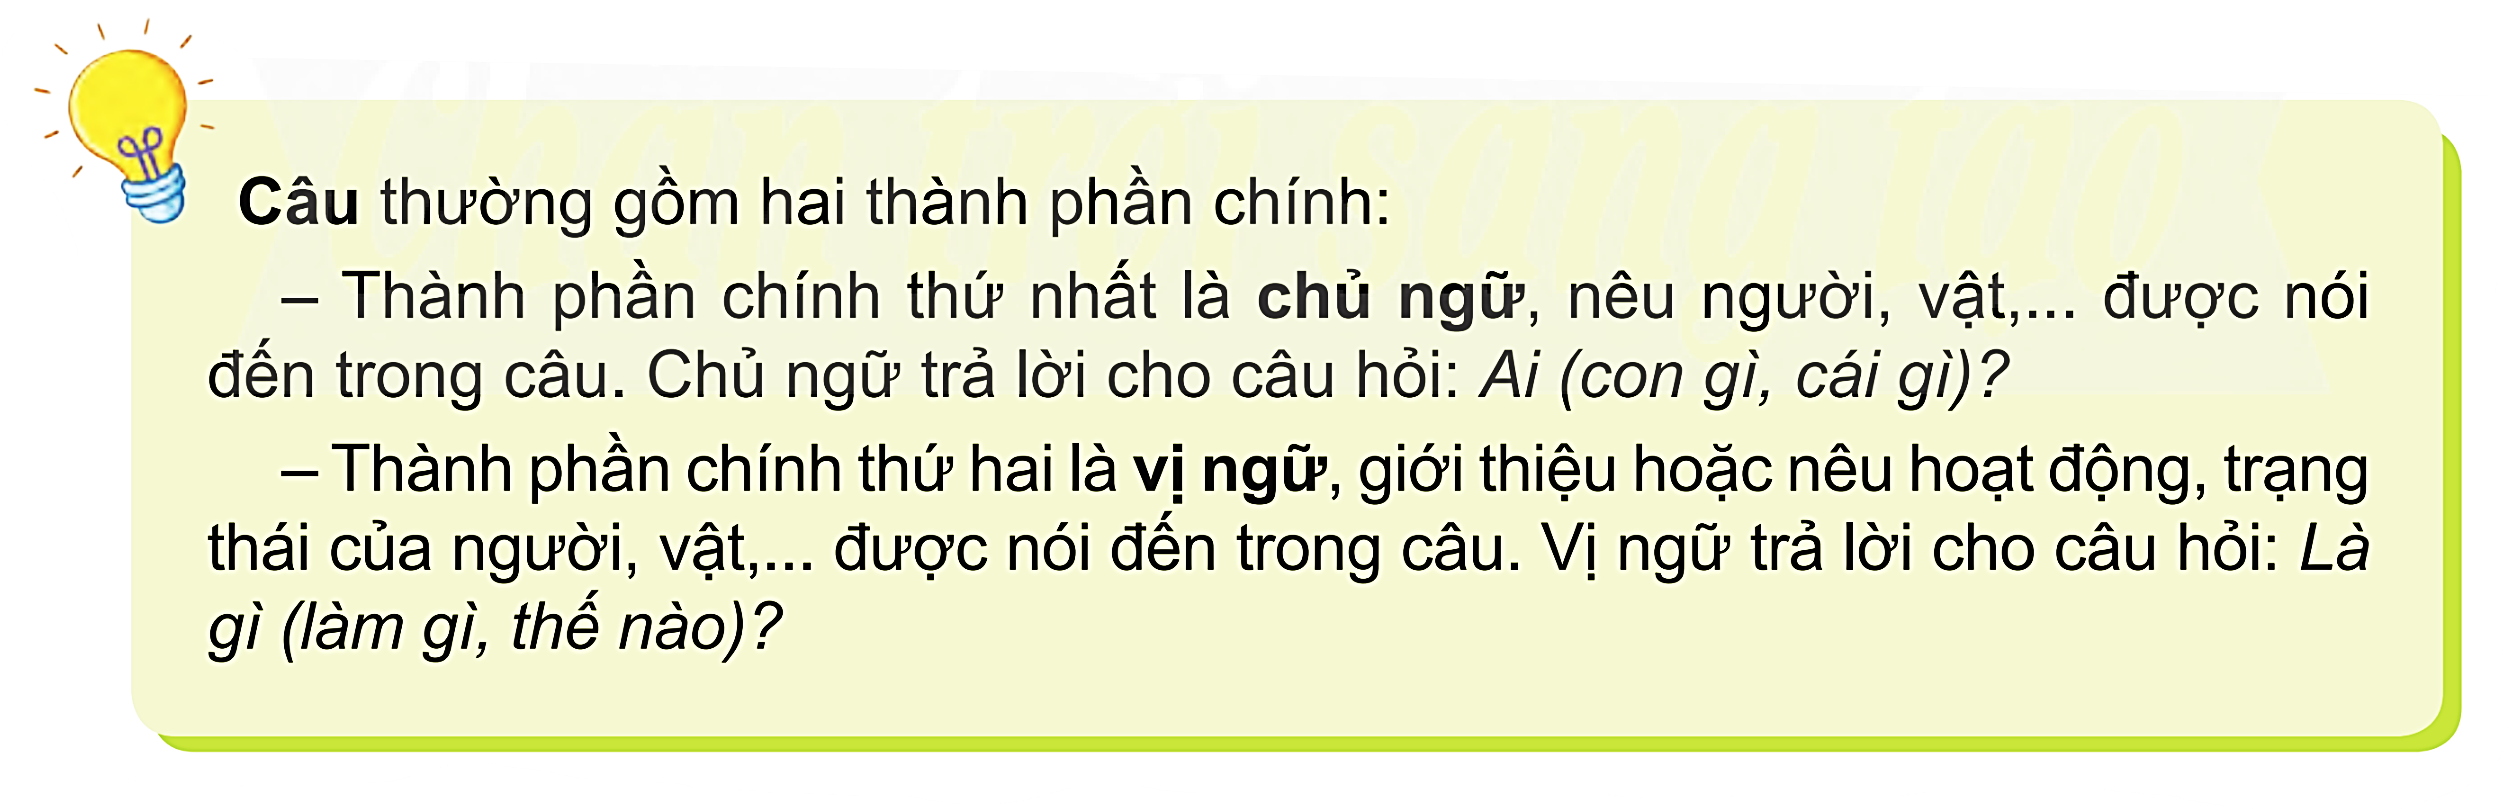 Câu thường gồm hai thành phần chính:
– Thành phần chính thứ nhất là chủ ngữ, nêu người, vật,... được nói
đến trong câu. Chủ ngữ trả lời cho câu hỏi: Ai (con gì, cái gì)?
– Thành phần chính thứ hai là vị ngữ, giới thiệu hoặc nêu hoạt động, trạng
thái của người, vật,... được nói đến trong câu. Vị ngữ trả lời cho câu hỏi: Là
gì (làm gì, thế nào)?